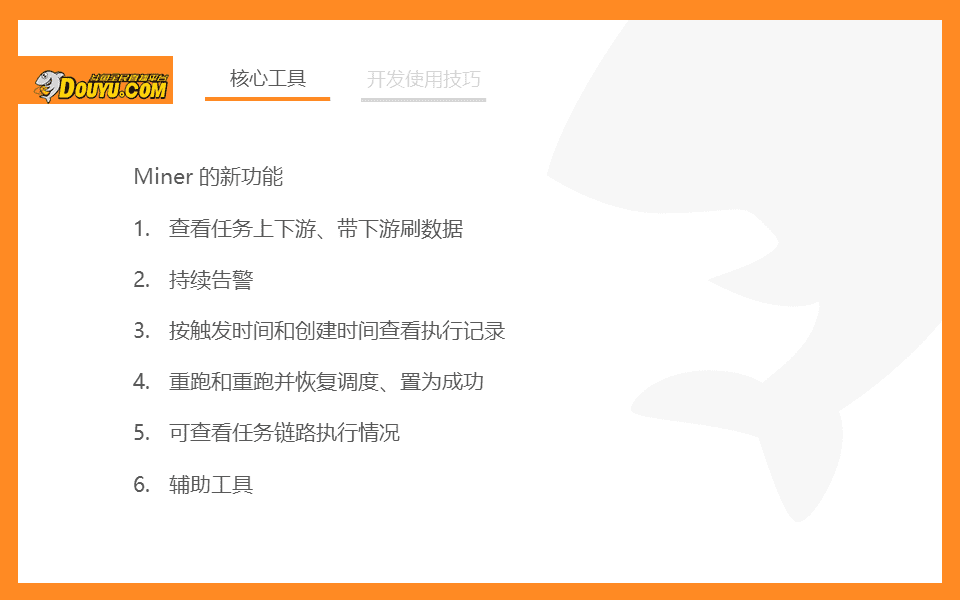 斗鱼全民直播平台
DOUYU.COM
核心工具
开发使用技巧
Miner 的新功能
1. 查看任务上下游、带下游刷数据
2. 持续告警
3. 按触发时间和创建时间查看执行记录
4. 重跑和重跑并恢复调度、置为成功
5. 可查看任务链路执行情况
6. 辅助工具